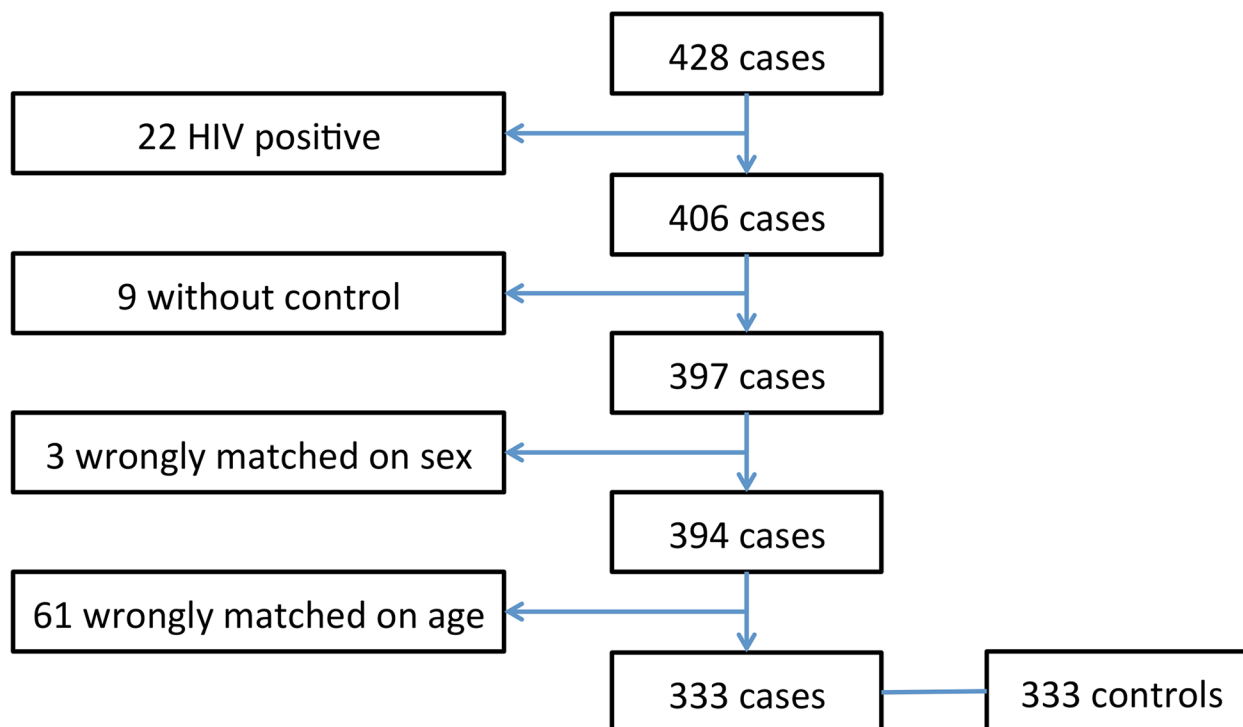 428 cases
22 HIV positive
406 cases
9 without control
397 cases
3 wrongly matched on sex
394 cases
61 wrongly matched on age
333 cases
333 controls